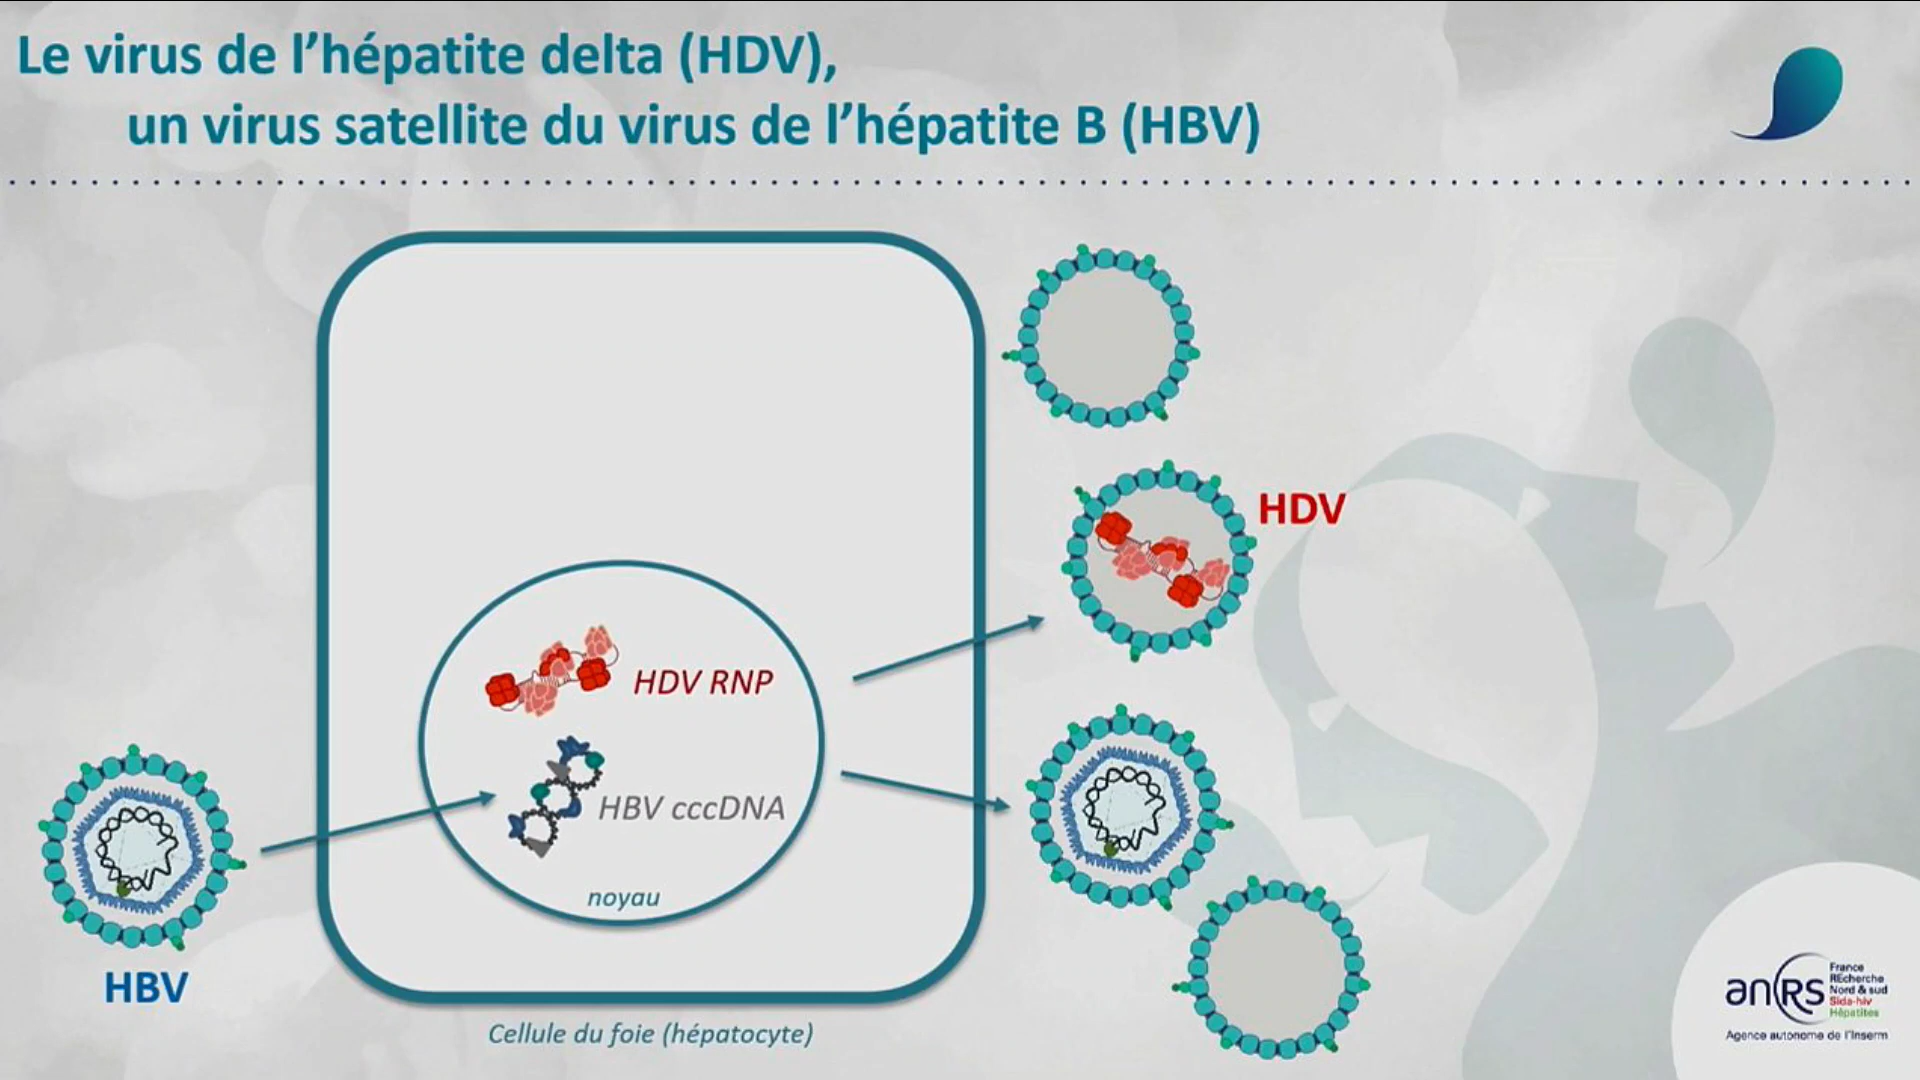 Le virus de l'hépatite delta (HDV),
un virus satellite du virus de l'hépatite B (HBV)
HDV
HDV RNP
HBV cccDNA
noyau
HBV
Cellule du foie (hépatocyte)
anRS
France
REcherche
Nord & sud
Sida-hiv
Hépatites
Agence autonome de l'Inserm